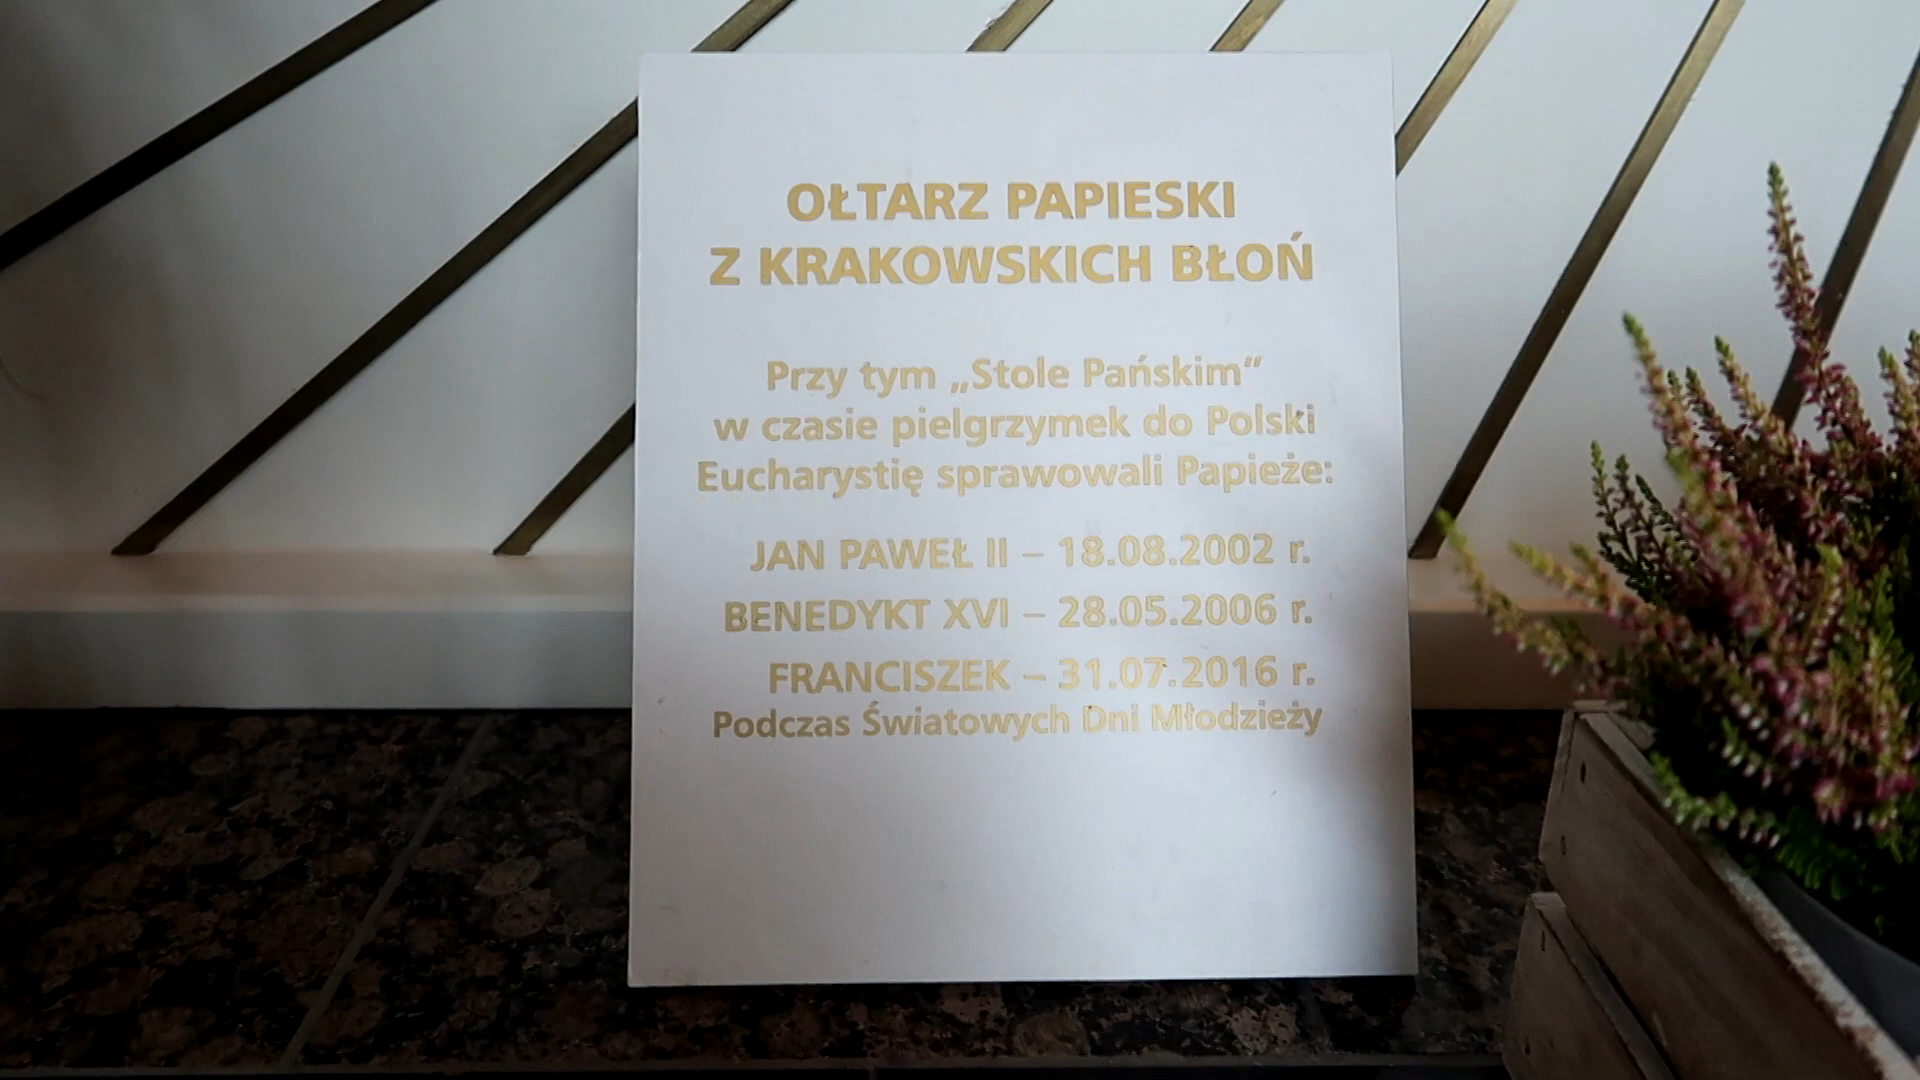 OŁTARZ PAPIESKI
Z KRAKOWSKICH BŁOŃ
Przy tym „Stole Pańskim”
w czasie pielgrzymek do Polski
Eucharystię sprawowali Papieże:
JAN PAWEŁ II – 18.08.2002 r.
BENEDYKT XVI – 28.05.2006 r.
FRANCISZEK – 31.07.2016 r.
Podczas Światowych Dni Młodzieży